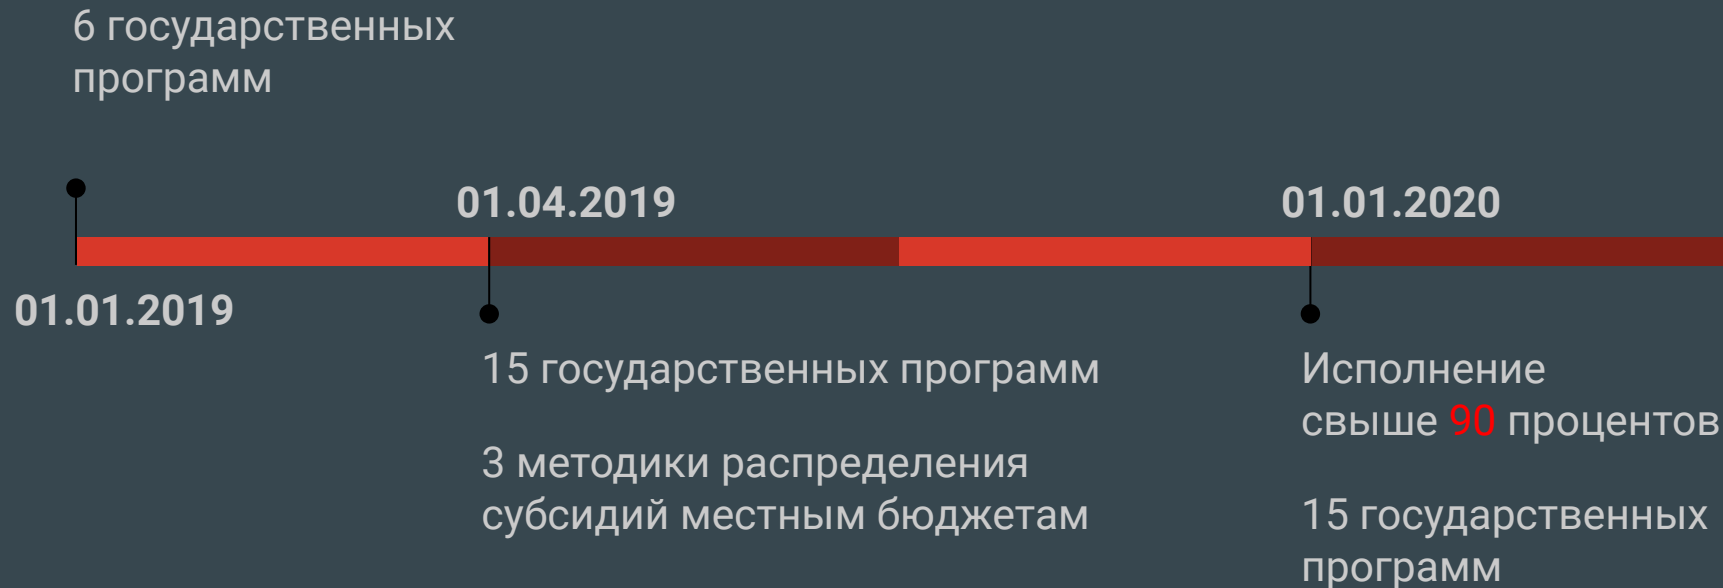 6 государственных
программ
01.01.2019
01.04.2019
15 государственных программ
3 методики распределения
субсидий местным бюджетам
01.01.2020
Исполнение
свыше 90 процентов
15 государственных
программ